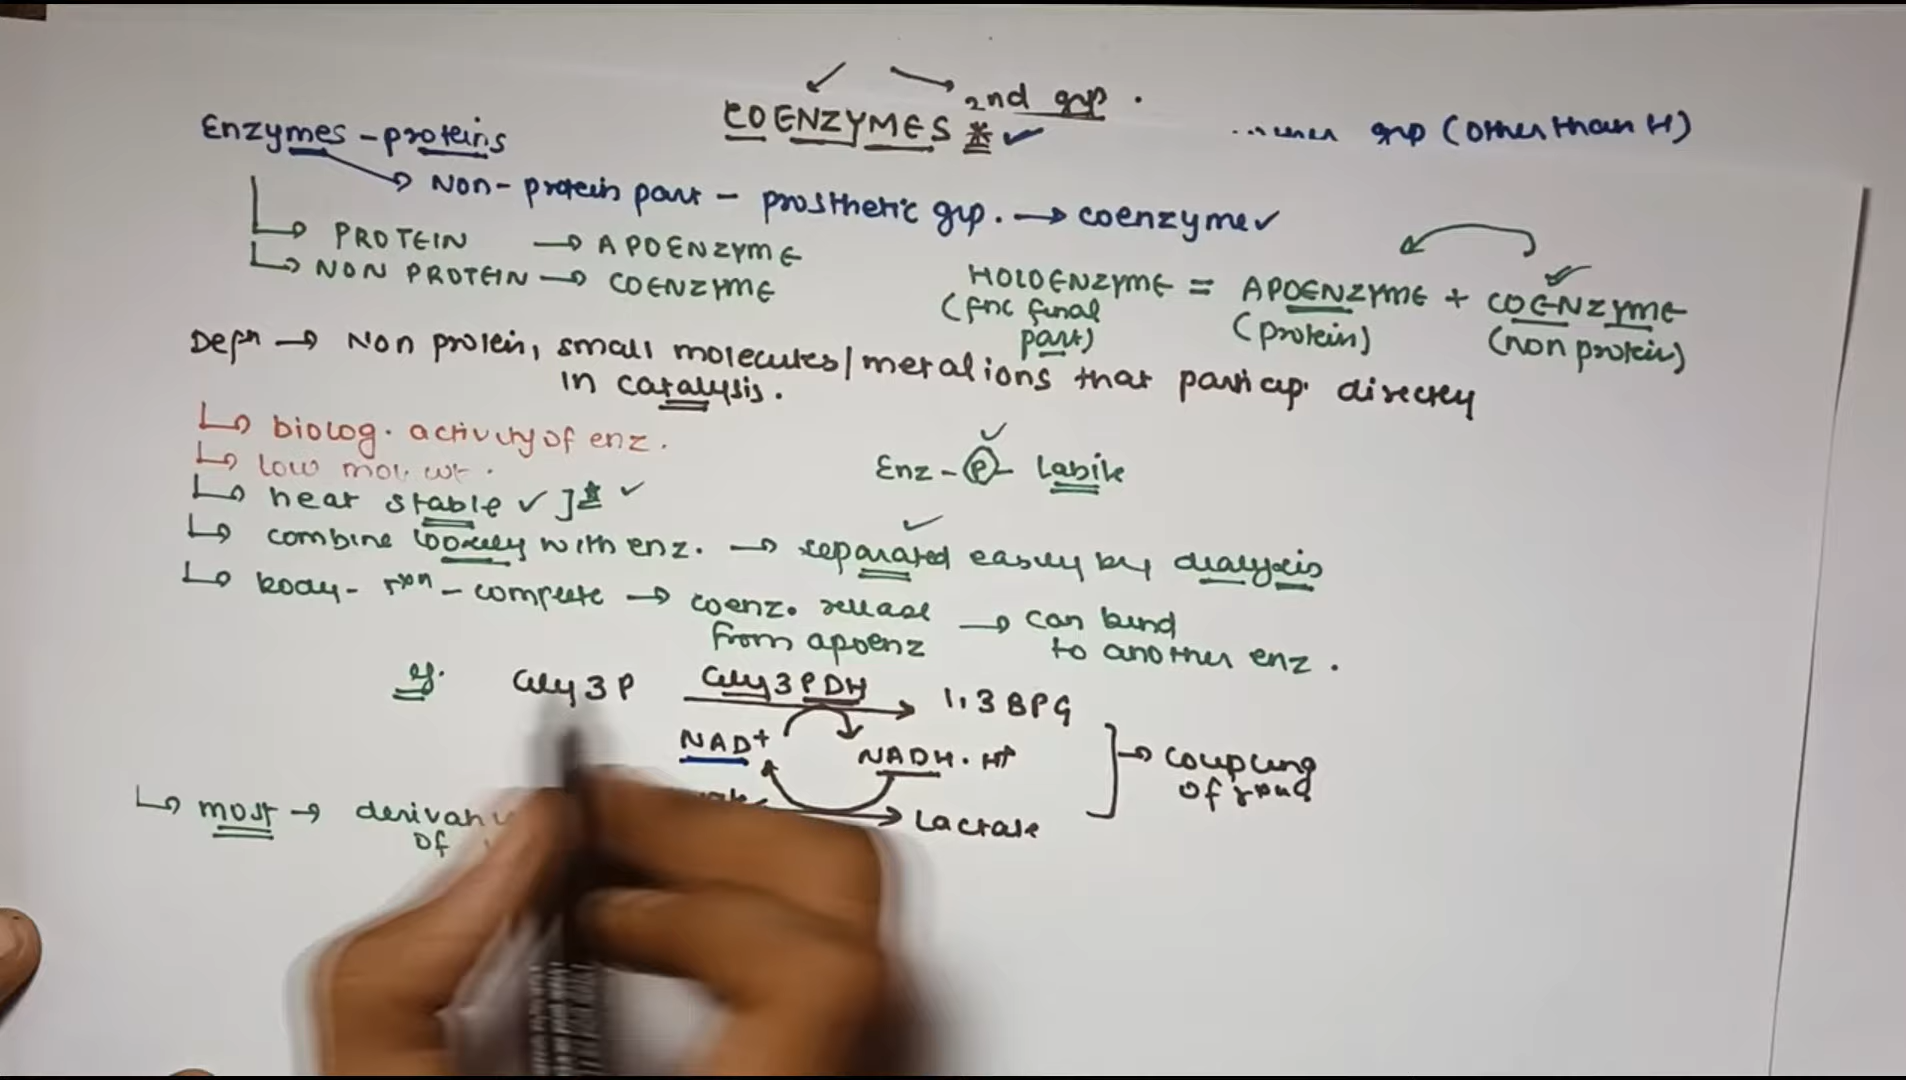 2nd grp.
COENZYMES *
grp (other than H)
Enzymes - proteins
Non-protein part - prosthetic grp. → coenzyme
PROTEIN → APOENZYME
NON PROTEIN → COENZYME
HOLOENZYME = APOENZYME + COENZYME
(fnc final part) (protein) (non protein)
Defn → Non protein, small molecules/metal ions that particip. directly
in catalysis.
biolog. activity of enz.
low mol. wt.
Enz - P - labile
heat stable ✓ ] * ✓
combine loosely with enz. → separated easily by dialysis
body - rxn - complete → coenz. release → can bind
from apoenz to another enz.
eg. Gly 3 P Gly 3 PDH 1,3 BPG
NAD+ NADH.H+
coupling
of rxns
Lactate
most →
of